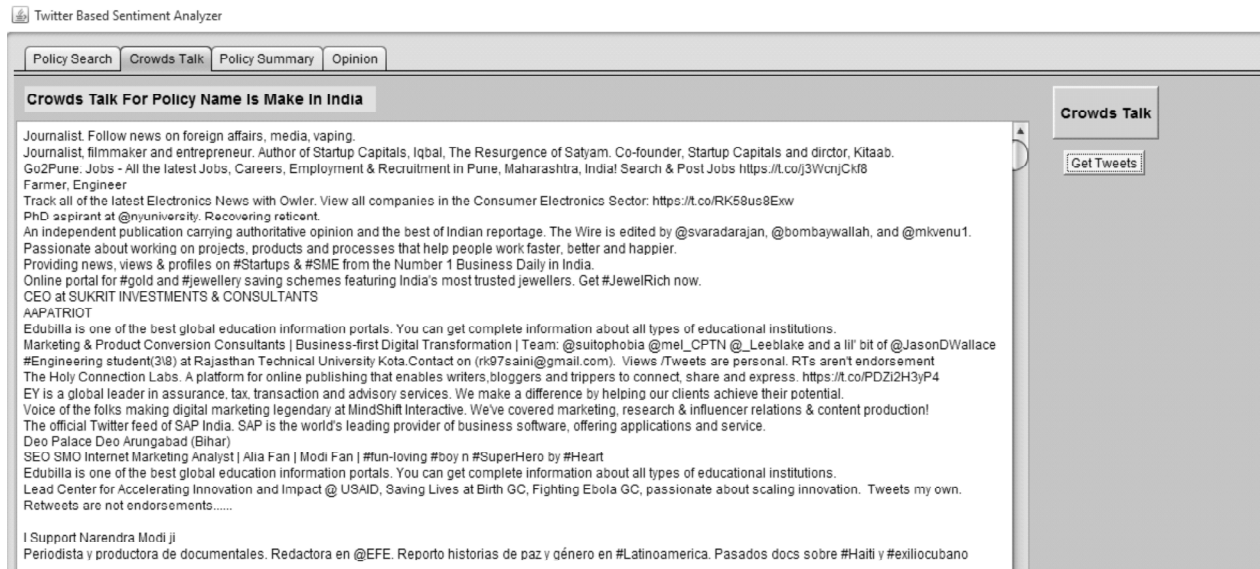 Twitter Based Sentiment Analyzer
Policy Search Crowds Talk Policy Summary Opinion
Crowds Talk For Policy Name Is Make In India
Crowds Talk
Get Tweets
Journalist. Follow news on foreign affairs, media, vaping.
Journalist, filmmaker and entrepreneur. Author of Startup Capitals, Iqbal, The Resurgence of Satyam. Co-founder, Startup Capitals and dirctor, Kitaab.
Go2Pune: Jobs - All the latest Jobs, Careers, Employment & Recruitment in Pune, Maharashtra, India! Search & Post Jobs https://t.co/j3WcnjCkf8
Farmer, Engineer
Track all of the latest Electronics News with Owler. View all companies in the Consumer Electronics Sector: https://t.co/RK58us8Exw
PhD aspirant at @nyuniversity. Recovering reticent.
An independent publication carrying authoritative opinion and the best of Indian reportage. The Wire is edited by @svaradarajan, @bombaywallah, and @mkvenu1.
Passionate about working on projects, products and processes that help people work faster, better and happier.
Providing news, views & profiles on #Startups & #SME from the Number 1 Business Daily in India.
Online portal for #gold and #jewellery saving schemes featuring India's most trusted jewellers. Get #JewelRich now.
CEO at SUKRIT INVESTMENTS & CONSULTANTS
AAPATRIOT
Edubilla is one of the best global education information portals. You can get complete information about all types of educational institutions.
Marketing & Product Conversion Consultants | Business-first Digital Transformation | Team: @suitophobia @mel_CPTN @_Leeblake and a lil' bit of @JasonDWallace
#Engineering student(3\8) at Rajasthan Technical University Kota.Contact on (rk97saini@gmail.com). Views /Tweets are personal. RTs aren't endorsement
The Holy Connection Labs. A platform for online publishing that enables writers,bloggers and trippers to connect, share and express. https://t.co/PDZi2H3yP4
EY is a global leader in assurance, tax, transaction and advisory services. We make a difference by helping our clients achieve their potential.
Voice of the folks making digital marketing legendary at MindShift Interactive. We've covered marketing, research & influencer relations & content production!
The official Twitter feed of SAP India. SAP is the world's leading provider of business software, offering applications and service.
Deo Palace Deo Arungabad (Bihar)
SEO SMO Internet Marketing Analyst | Alia Fan | Modi Fan | #fun-loving #boy n #SuperHero by #Heart
Edubilla is one of the best global education information portals. You can get complete information about all types of educational institutions.
Lead Center for Accelerating Innovation and Impact @ USAID, Saving Lives at Birth GC, Fighting Ebola GC, passionate about scaling innovation. Tweets my own.
Retweets are not endorsements......
I Support Narendra Modi ji
Periodista y productora de documentales. Redactora en @EFE. Reporto historias de paz y género en #Latinoamerica. Pasados docs sobre #Haiti y #exiliocubano